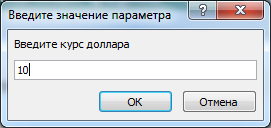 Введите значение параметра
Введите курс доллара
10
ОК
Отмена